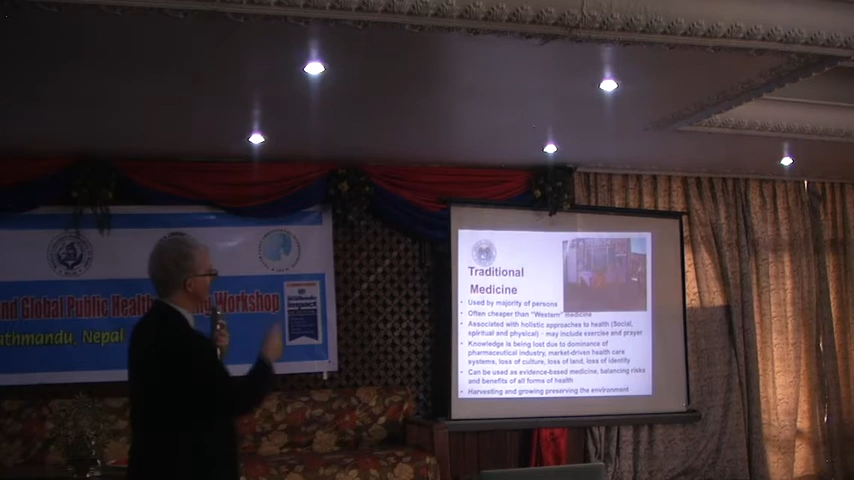 and Global Public Health
Workshop
athmandu, Nepal
Traditional
Medicine
• Used by majority of persons
• Often cheaper than "Western" medicine
• Associated with holistic approaches to health (Social,
spiritual and physical) - may include exercise and prayer
• Knowledge is being lost due to dominance of
pharmaceutical industry, market-driven health care
systems, loss of culture, loss of land, loss of identity
• Can be used as evidence-based medicine, balancing risks
and benefits of all forms of health
• Harvesting and growing preserving the environment